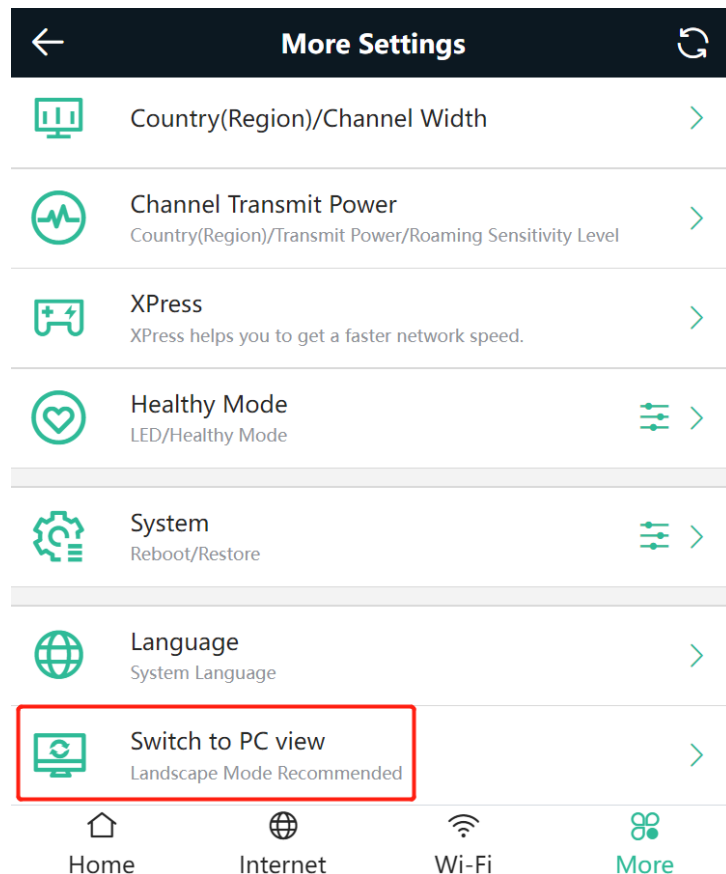 More Settings
Country(Region)/Channel Width
Channel Transmit Power
Country(Region)/Transmit Power/Roaming Sensitivity Level
XPress
XPress helps you to get a faster network speed.
Healthy Mode
LED/Healthy Mode
System
Reboot/Restore
Language
System Language
Switch to PC view
Landscape Mode Recommended
Home Internet Wi-Fi More